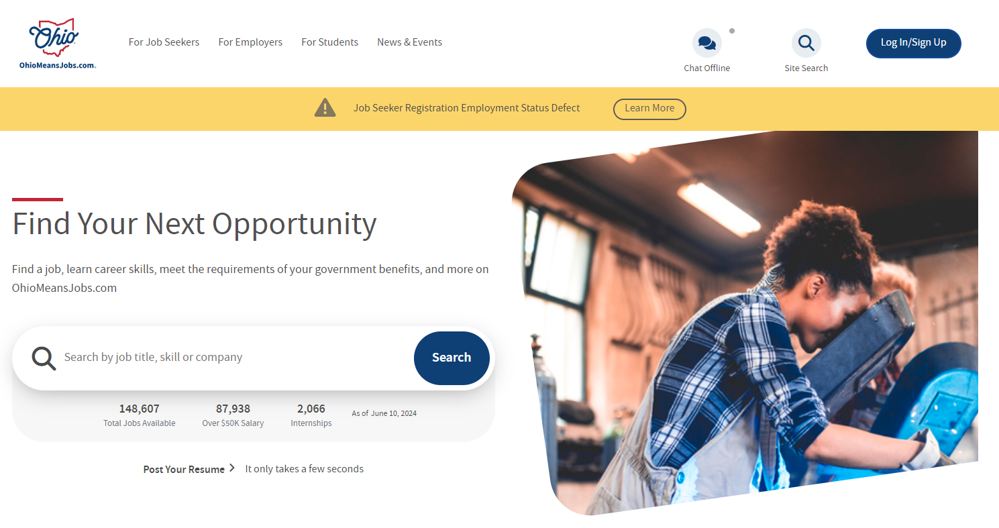 Ohio
OhioMeansJobs.com
For Job Seekers
For Employers
For Students
News & Events
Chat Offline
Site Search
Log In/Sign Up
Job Seeker Registration Employment Status Defect
Learn More
Find Your Next Opportunity
Find a job, learn career skills, meet the requirements of your government benefits, and more on
OhioMeansJobs.com
Search by job title, skill or company
Search
148,607
Total Jobs Available
87,938
Over $50K Salary
2,066
Internships
As of June 10, 2024
Post Your Resume
It only takes a few seconds